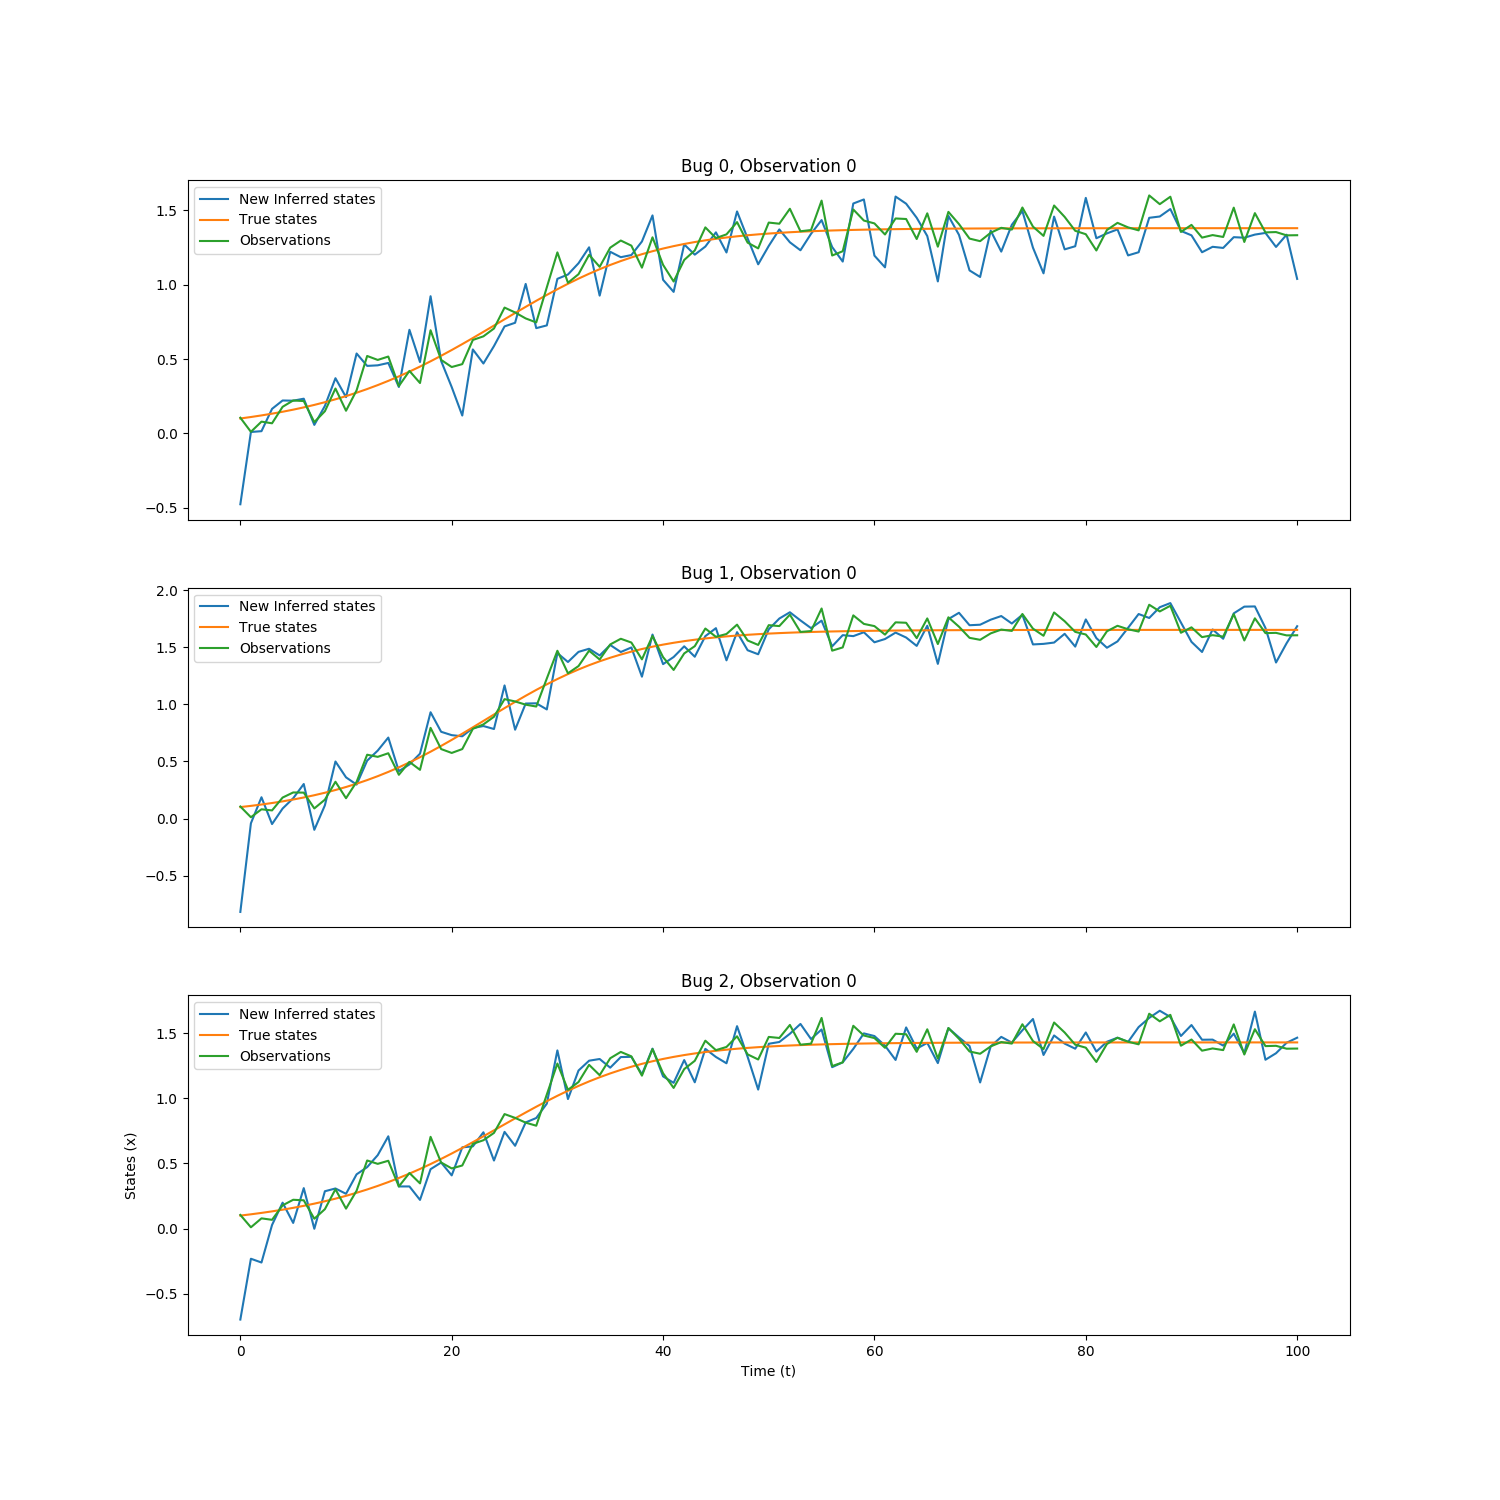 Bug 0, Observation 0
New Inferred states
True states
Observations
1.5
1.0
0.5
0.0
−0.5
Bug 1, Observation 0
New Inferred states
True states
Observations
2.0
1.5
1.0
0.5
0.0
−0.5
Bug 2, Observation 0
New Inferred states
True states
Observations
1.5
1.0
0.5
0.0
−0.5
States (x)
0 20 40 60 80 100
Time (t)